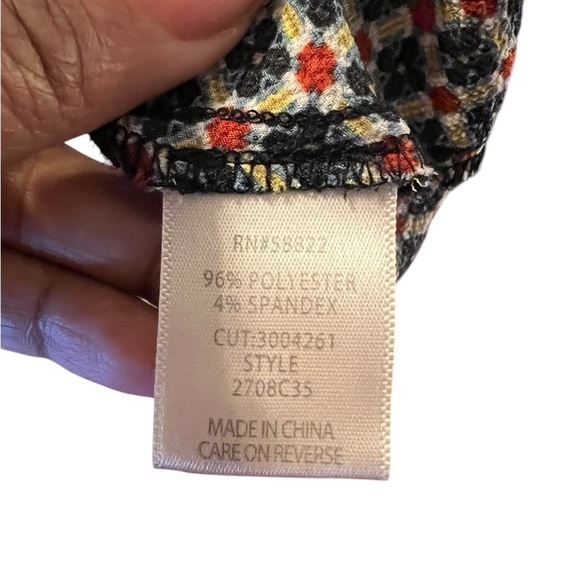 RN#58822
96% POLYESTER
4% SPANDEX
CUT:3004261
STYLE
2708C35
MADE IN CHINA
CARE ON REVERSE